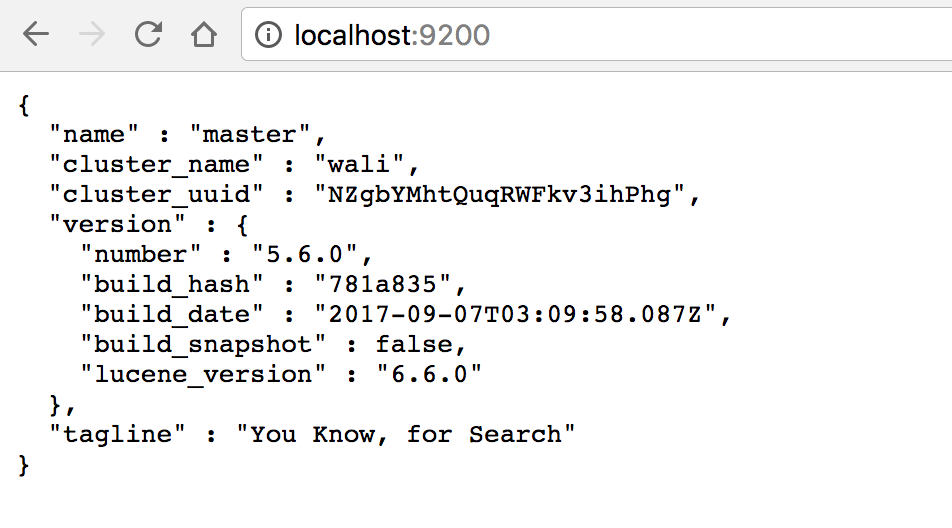 localhost:9200
{
"name" : "master",
"cluster_name" : "wali",
"cluster_uuid" : "NZgbYMhtQuqRWFkv3ihPhg",
"version" : {
"number" : "5.6.0",
"build_hash" : "781a835",
"build_date" : "2017-09-07T03:09:58.087Z",
"build_snapshot" : false,
"lucene_version" : "6.6.0"
},
"tagline" : "You Know, for Search"
}